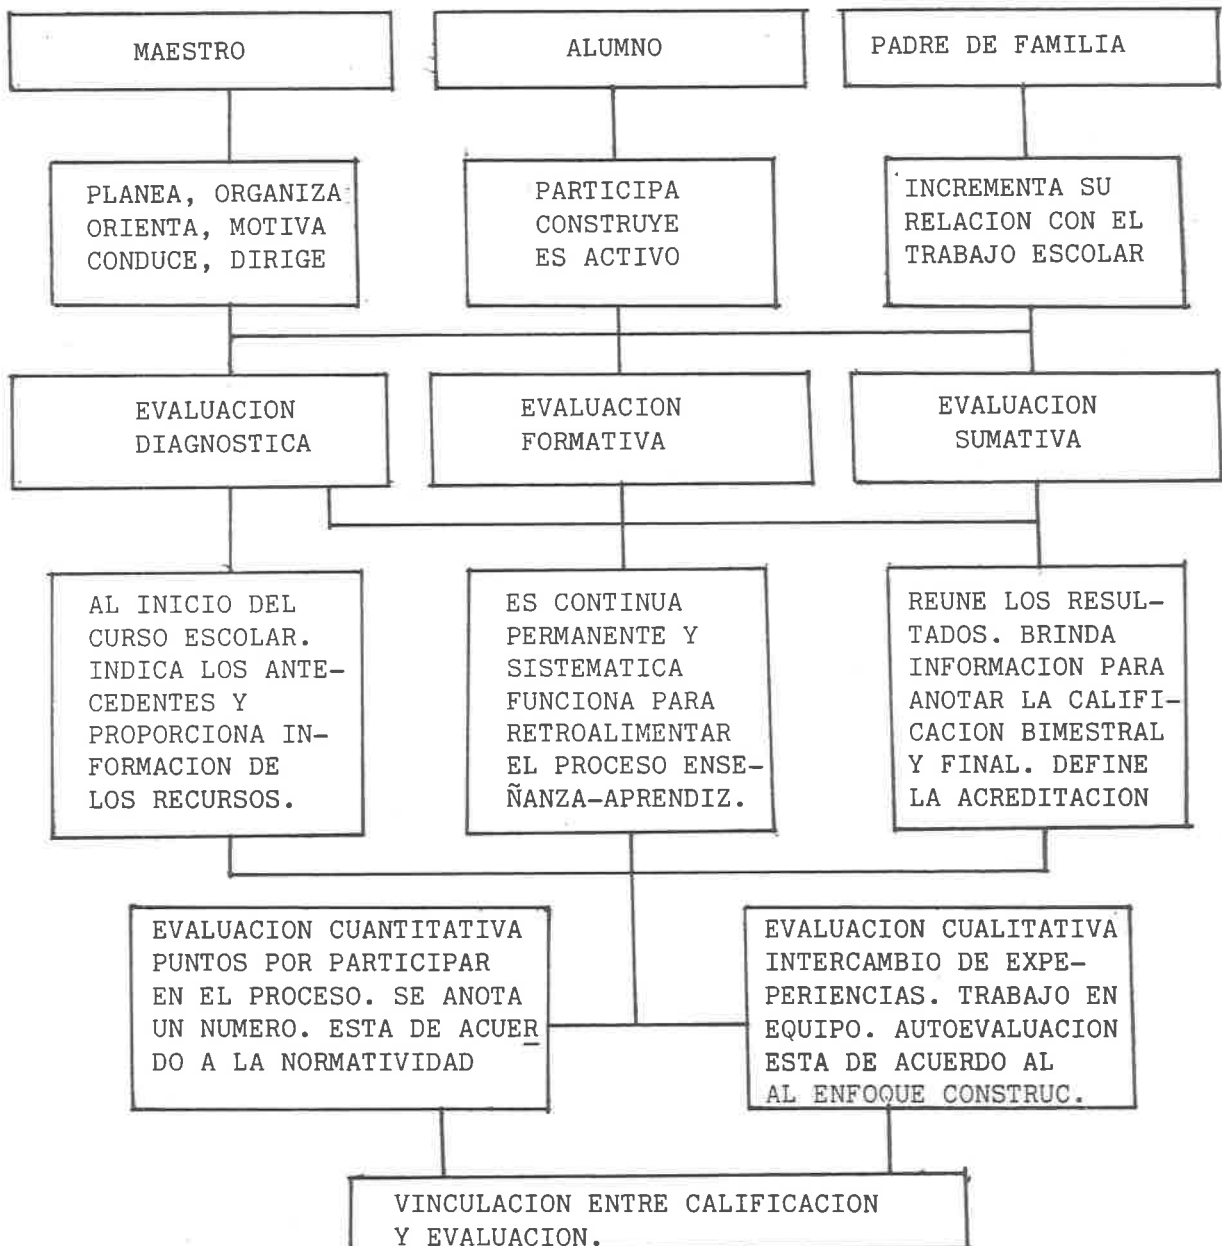 MAESTRO
ALUMNO
PADRE DE FAMILIA
PLANEA, ORGANIZA
ORIENTA, MOTIVA
CONDUCE, DIRIGE
PARTICIPA
CONSTRUYE
ES ACTIVO
INCREMENTA SU
RELACION CON EL
TRABAJO ESCOLAR
EVALUACION
DIAGNOSTICA
EVALUACION
FORMATIVA
EVALUACION
SUMATIVA
AL INICIO DEL
CURSO ESCOLAR.
INDICA LOS ANTE-
CEDENTES Y
PROPORCIONA IN-
FORMACION DE
LOS RECURSOS.
ES CONTINUA
PERMANENTE Y
SISTEMATICA
FUNCIONA PARA
RETROALIMENTAR
EL PROCESO ENSE-
ÑANZA-APRENDIZ.
REUNE LOS RESUL-
TADOS. BRINDA
INFORMACION PARA
ANOTAR LA CALIFI-
CACION BIMESTRAL
Y FINAL. DEFINE
LA ACREDITACION
EVALUACION CUANTITATIVA
PUNTOS POR PARTICIPAR
EN EL PROCESO. SE ANOTA
UN NUMERO. ESTA DE ACUER
DO A LA NORMATIVIDAD
EVALUACION CUALITATIVA
INTERCAMBIO DE EXPE-
PERIENCIAS. TRABAJO EN
EQUIPO. AUTOEVALUACION
ESTA DE ACUERDO AL
AL ENFOQUE CONSTRUC.
VINCULACION ENTRE CALIFICACION
Y EVALUACION.